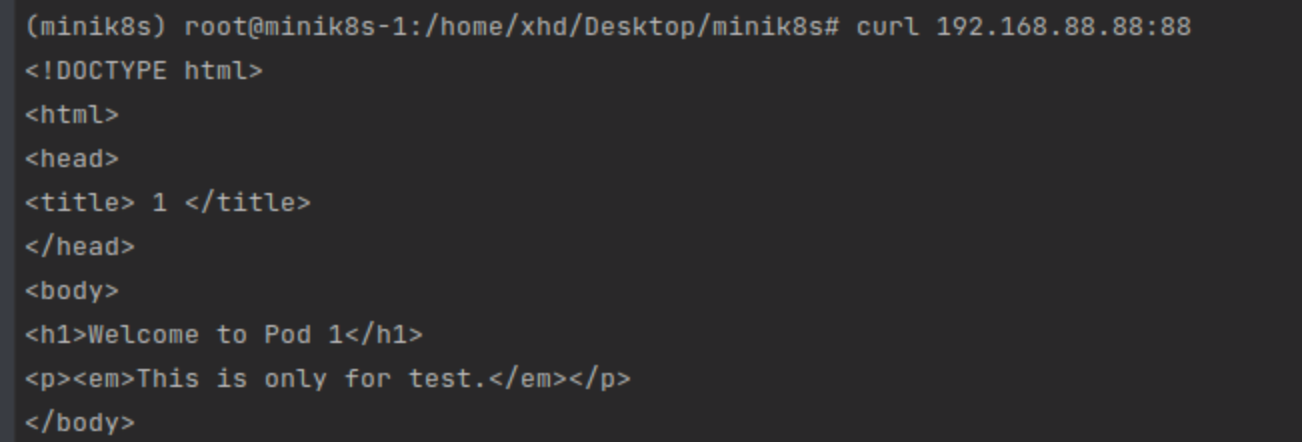 (minik8s) root@minik8s-1:/home/xhd/Desktop/minik8s# curl 192.168.88.88:88
<!DOCTYPE html>
<html>
<head>
<title> 1 </title>
</head>
<body>
<h1>Welcome to Pod 1</h1>
<p><em>This is only for test.</em></p>
</body>